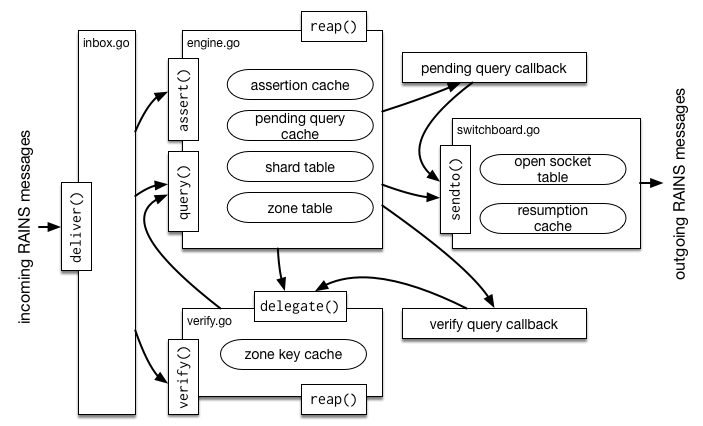 incoming RAINS messages
deliver()
inbox.go
reap()
engine.go
assert()
query()
assertion cache
pending query
cache
shard table
zone table
pending query callback
switchboard.go
sendto()
open socket
table
resumption
cache
outgoing RAINS messages
delegate()
verify.go
verify()
zone key cache
reap()
verify query callback